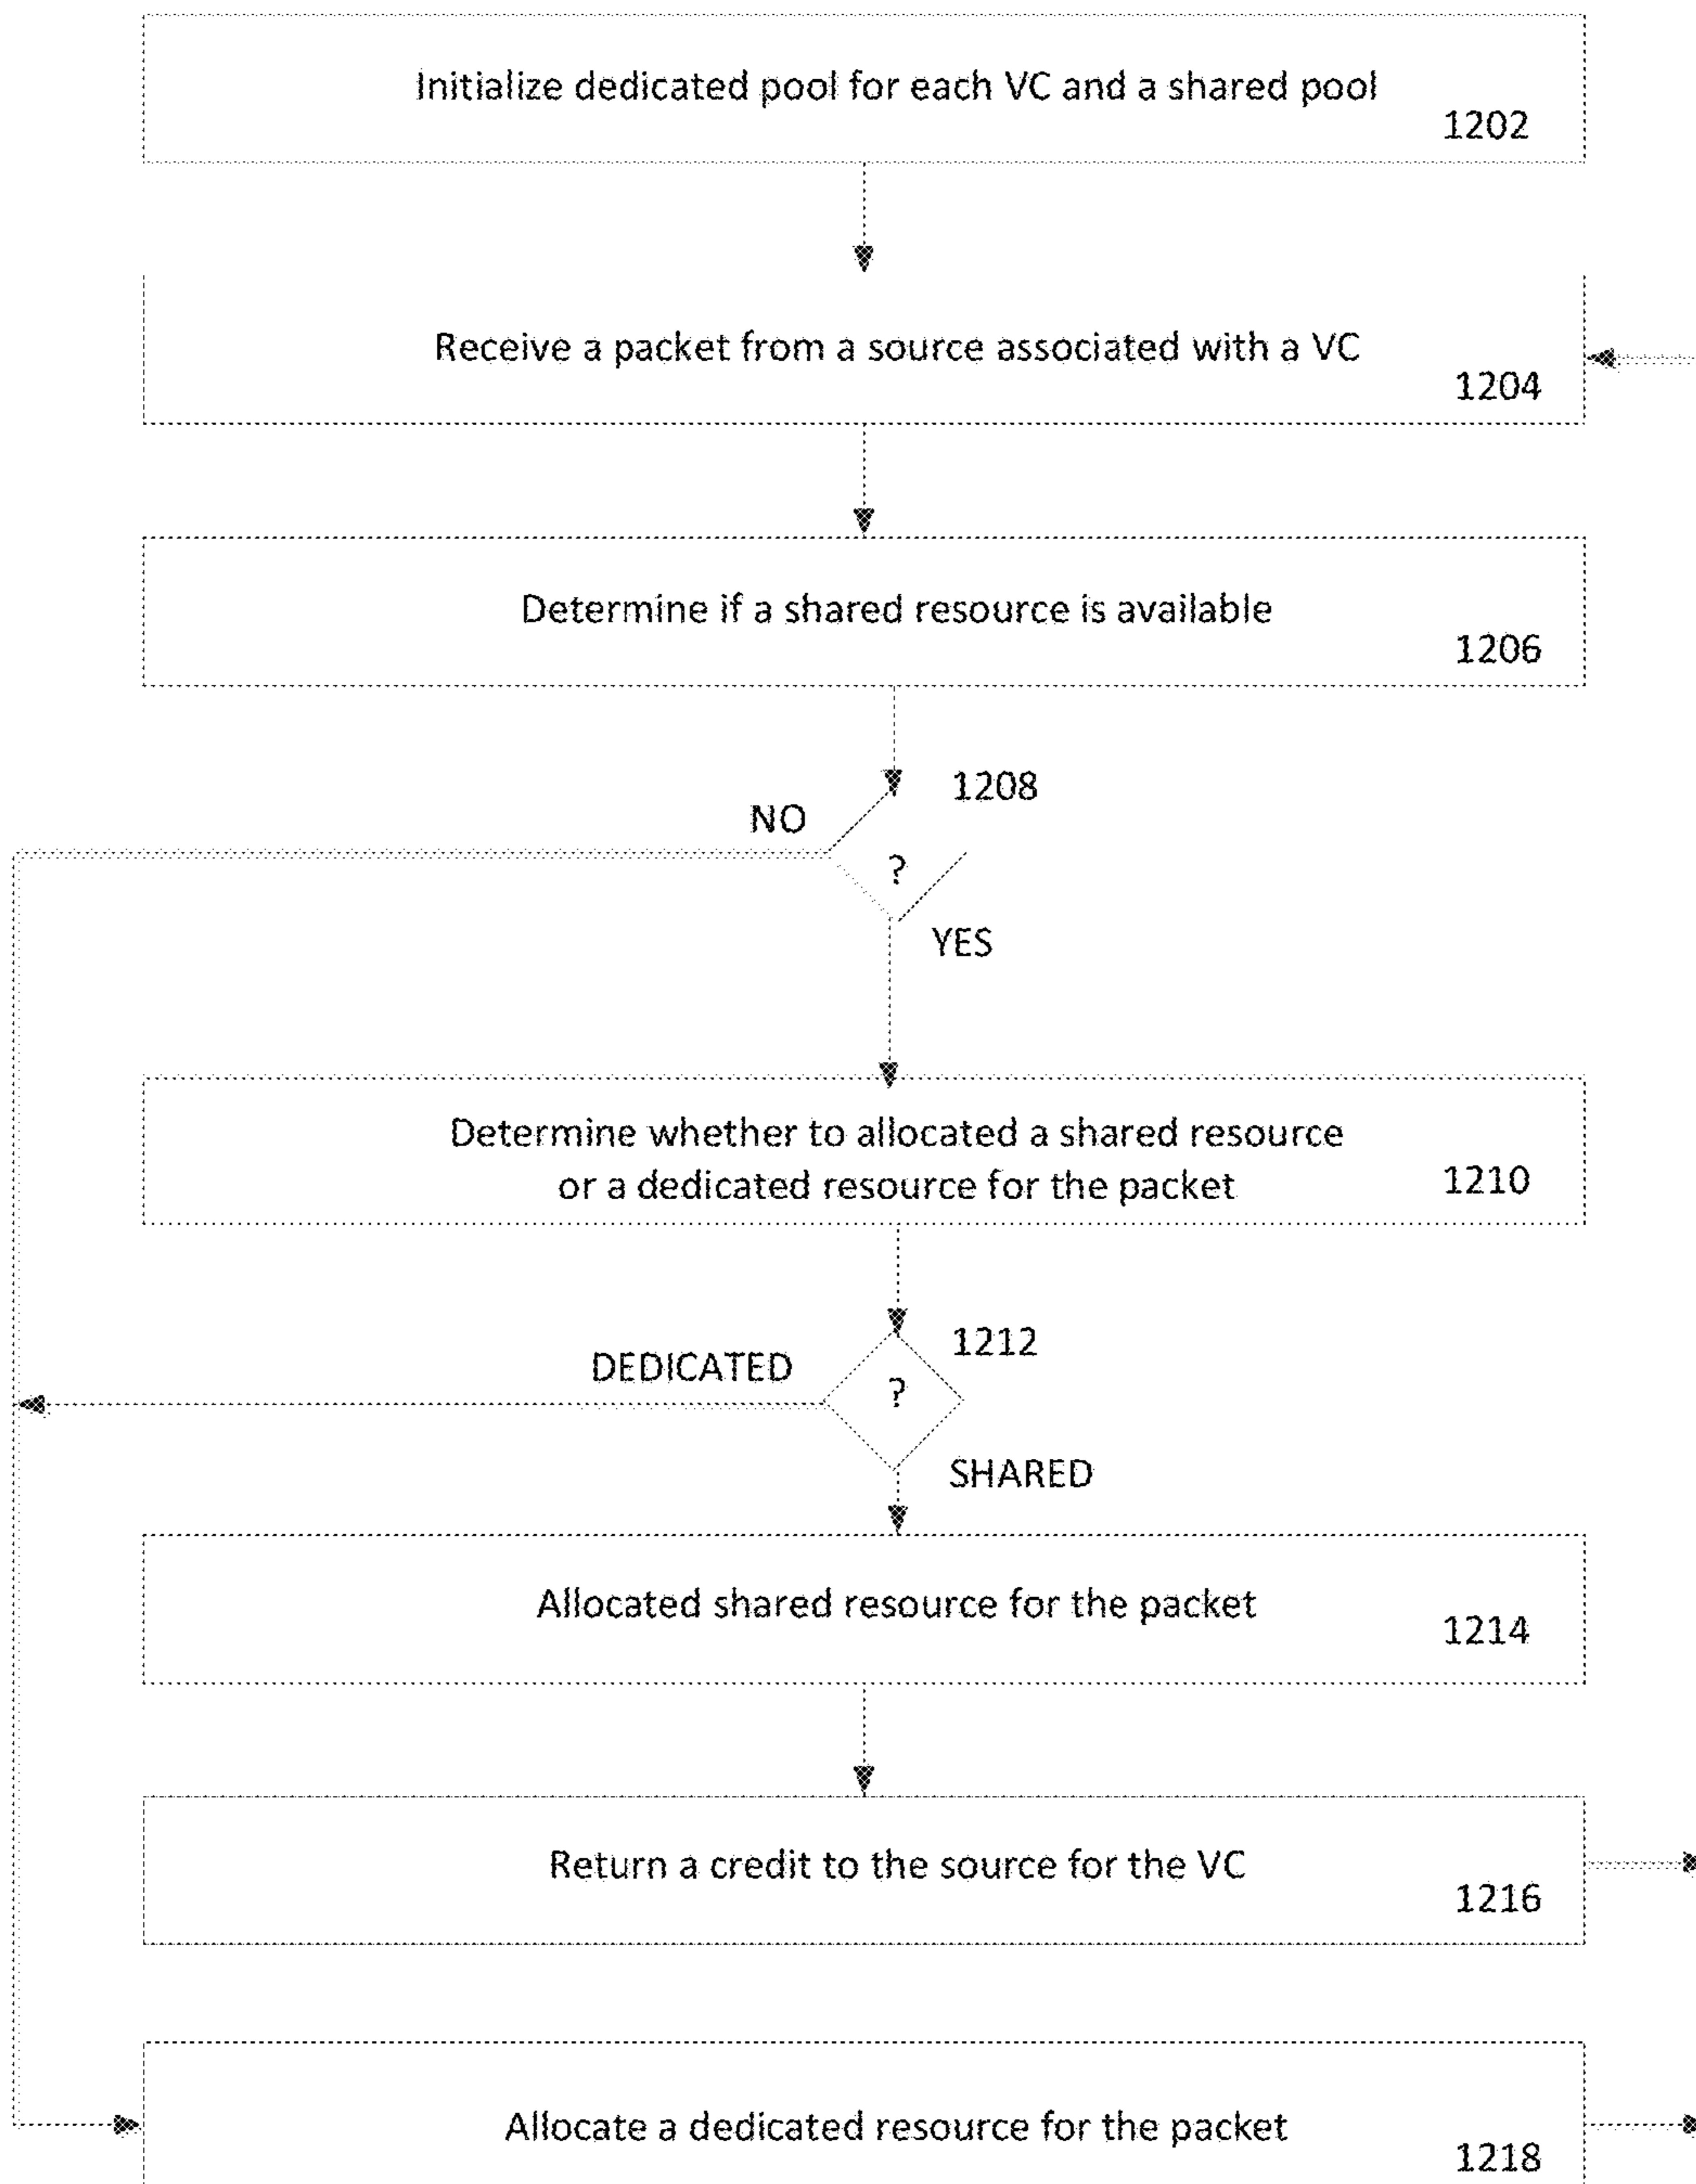 Initialize dedicated pool for each VC and a shared pool
1202
Receive a packet from a source associated with a VC
1204
Determine if a shared resource is available
1206
1208
NO
?
YES
Determine whether to allocated a shared resource
or a dedicated resource for the packet
1210
1212
DEDICATED
?
SHARED
Allocated shared resource for the packet
1214
Return a credit to the source for the VC
1216
Allocate a dedicated resource for the packet
1218